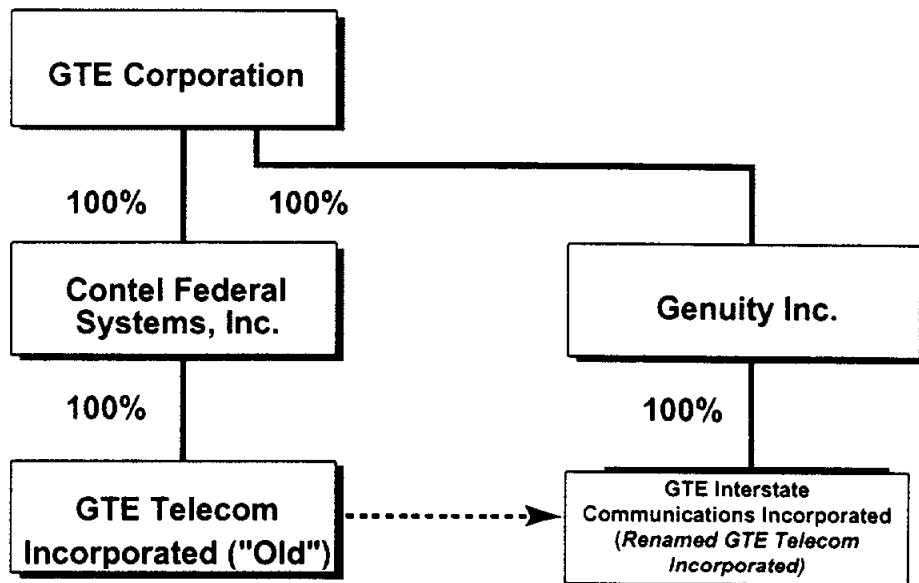 GTE Corporation
100%
100%
Contel Federal
Systems, Inc.
Genuity Inc.
100%
100%
GTE Telecom
Incorporated ("Old")
GTE Interstate
Communications Incorporated
(Renamed GTE Telecom
Incorporated)